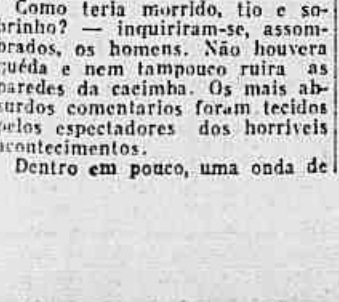 Como teria morrido, tio e so-
brinho? — inquiriram-se, assom-
brados, os homens. Não houvera
quéda e nem tampouco ruira as
paredes da cacimba. Os mais ab-
surdos comentarios foram tecidos
pelos espectadores dos horriveis
acontecimentos.
Dentro em pouco, uma onda de